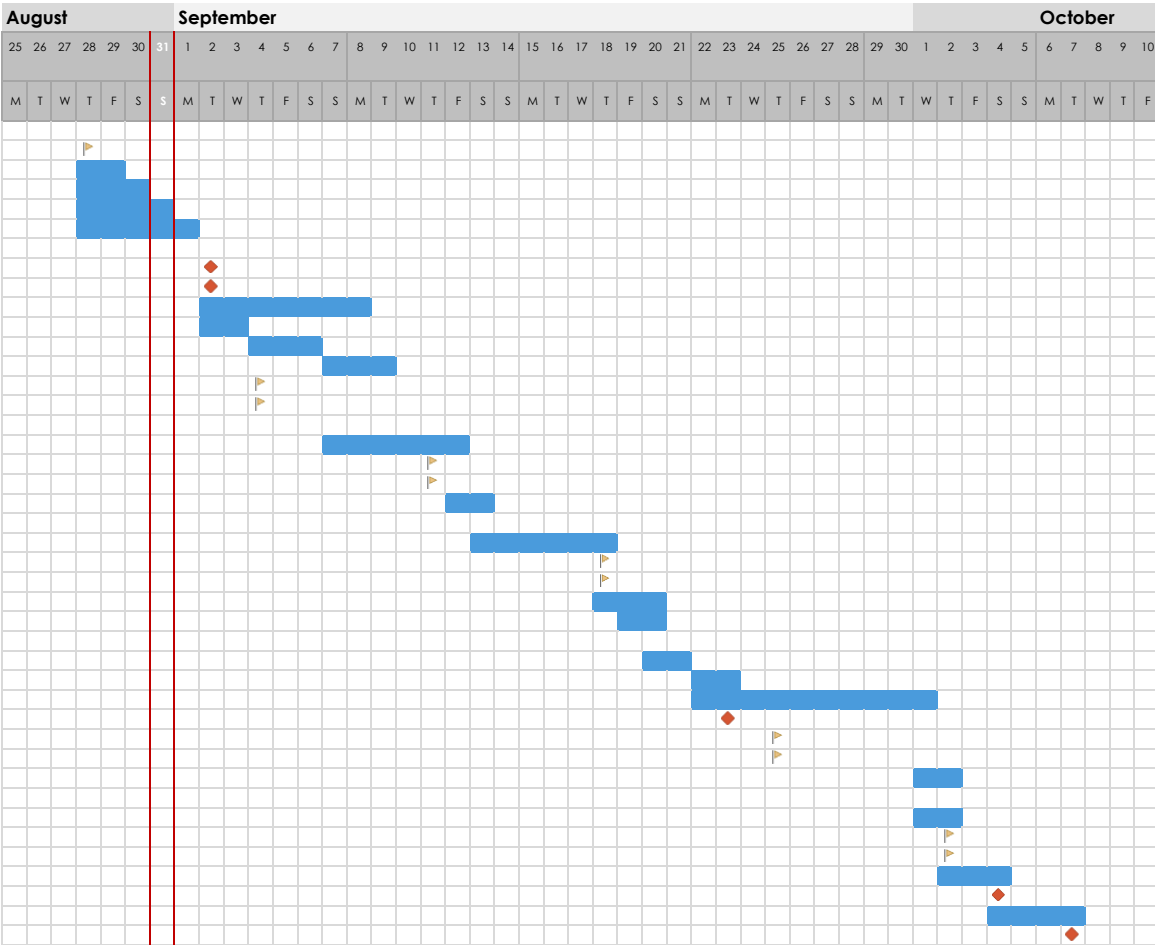 August September October
25 26 27 28 29 30 31 1 2 3 4 5 6 7 8 9 10 11 12 13 14 15 16 17 18 19 20 21 22 23 24 25 26 27 28 29 30 1 2 3 4 5 6 7 8 9 10
M T W T F S S M T W T F S S M T W T F S S M T W T F S S M T W T F S S M T W T F S S M T W T F